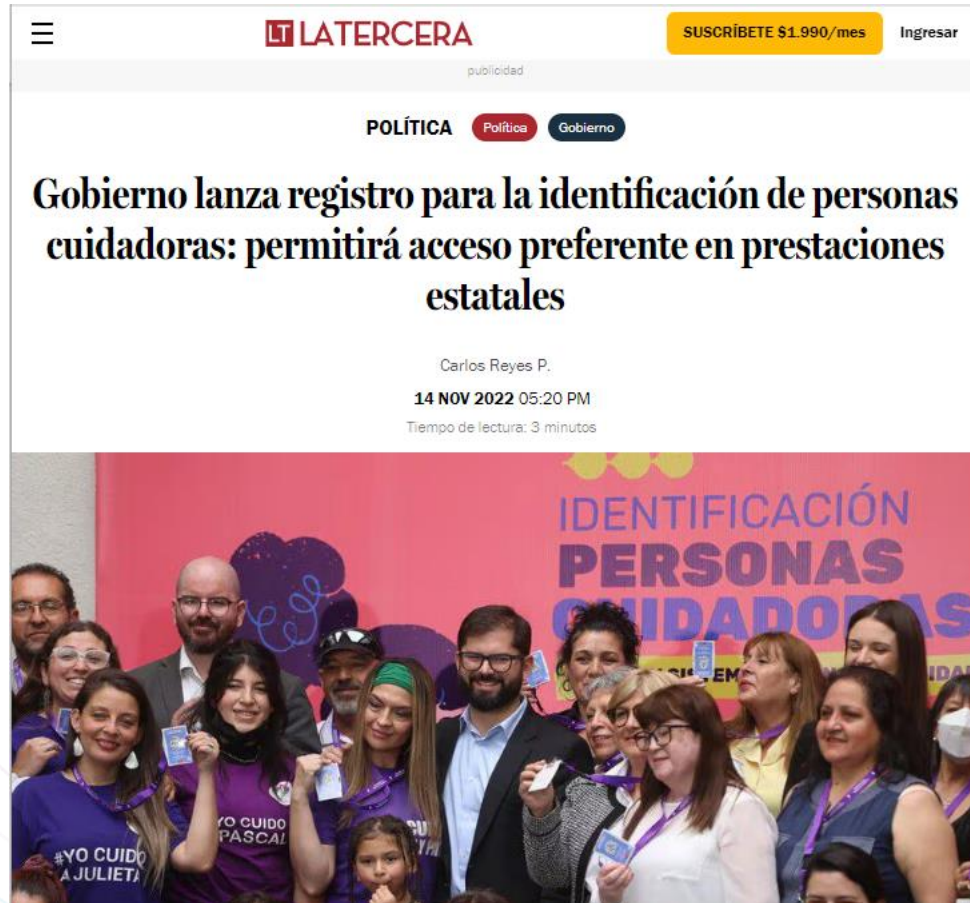 LT LATERCERA
SUSCRÍBETE $1.990/mes
Ingresar
publicidad
POLÍTICA
Política
Gobierno
Gobierno lanza registro para la identificación de personas
cuidadoras: permitirá acceso preferente en prestaciones
estatales
Carlos Reyes P.
14 NOV 2022 05:20 PM
Tiempo de lectura: 3 minutos
IDENTIFICACIÓN
PERSONAS
CUIDADORAS
#YO CUIDO
A JULIETA
YO CUIDO
PASCAL